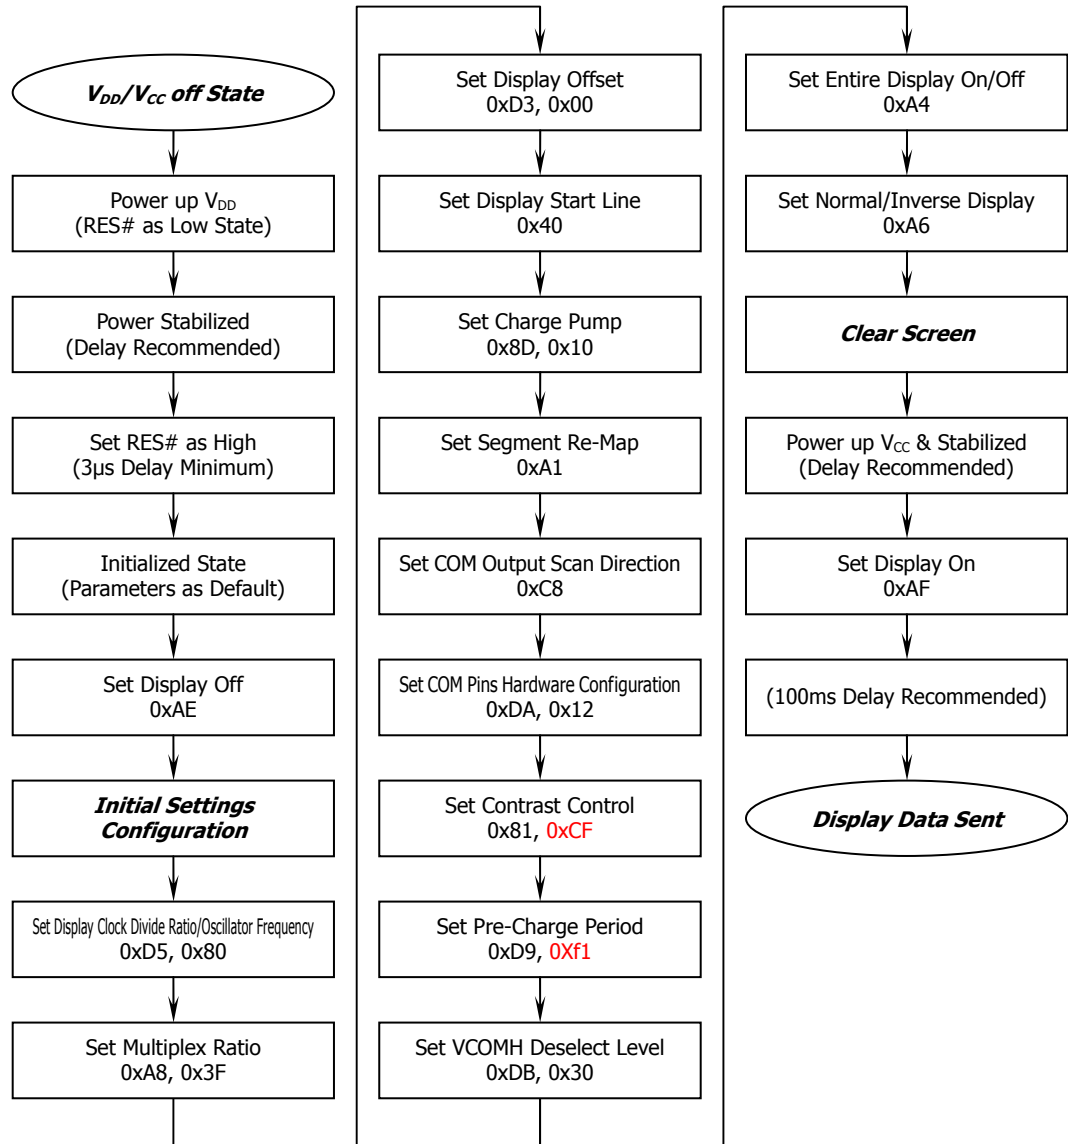 V_DD/V_CC off State
Power up V_DD
(RES# as Low State)
Power Stabilized
(Delay Recommended)
Set RES# as High
(3μs Delay Minimum)
Initialized State
(Parameters as Default)
Set Display Off
0xAE
Initial Settings
Configuration
Set Display Clock Divide Ratio/Oscillator Frequency
0xD5, 0x80
Set Multiplex Ratio
0xA8, 0x3F
Set Display Offset
0xD3, 0x00
Set Display Start Line
0x40
Set Charge Pump
0x8D, 0x10
Set Segment Re-Map
0xA1
Set COM Output Scan Direction
0xC8
Set COM Pins Hardware Configuration
0xDA, 0x12
Set Contrast Control
0x81, 0xCF
Set Pre-Charge Period
0xD9, 0Xf1
Set VCOMH Deselect Level
0xDB, 0x30
Set Entire Display On/Off
0xA4
Set Normal/Inverse Display
0xA6
Clear Screen
Power up V_CC & Stabilized
(Delay Recommended)
Set Display On
0xAF
(100ms Delay Recommended)
Display Data Sent